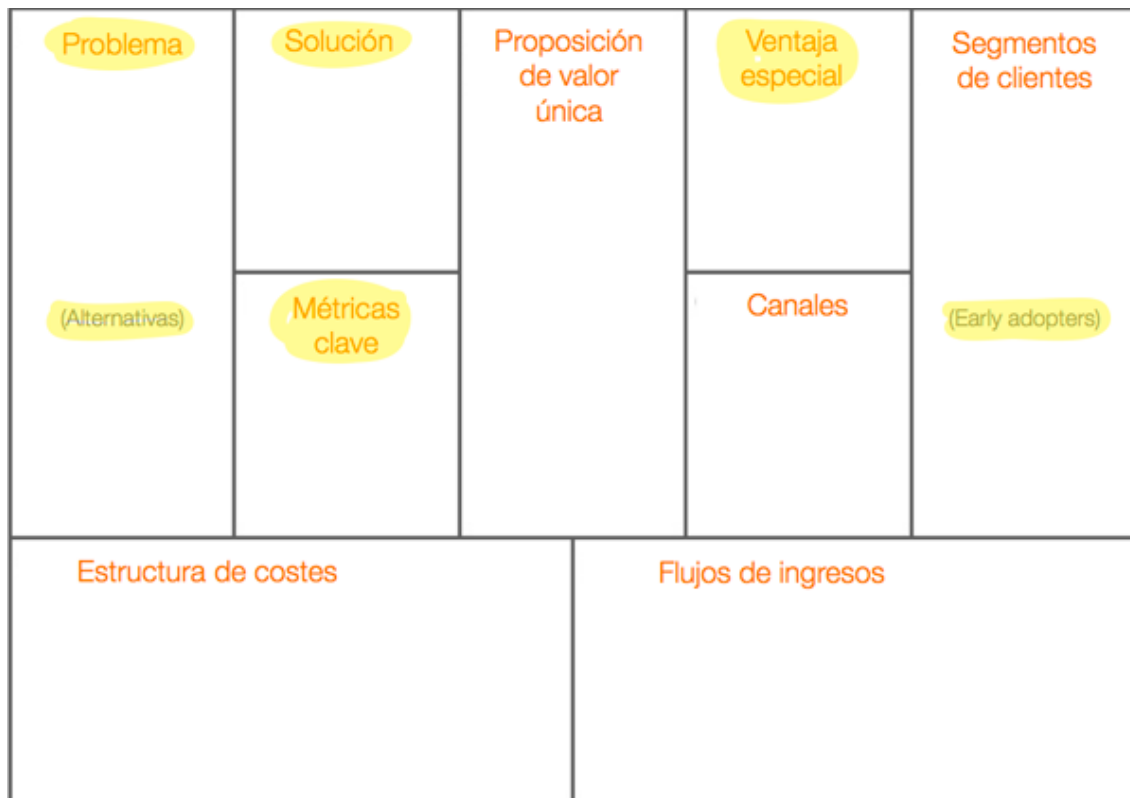 Problema
(Alternativas)
Solución
Métricas
clave
Proposición
de valor
única
Ventaja
especial
Canales
Segmentos
de clientes
(Early adopters)
Estructura de costes
Flujos de ingresos